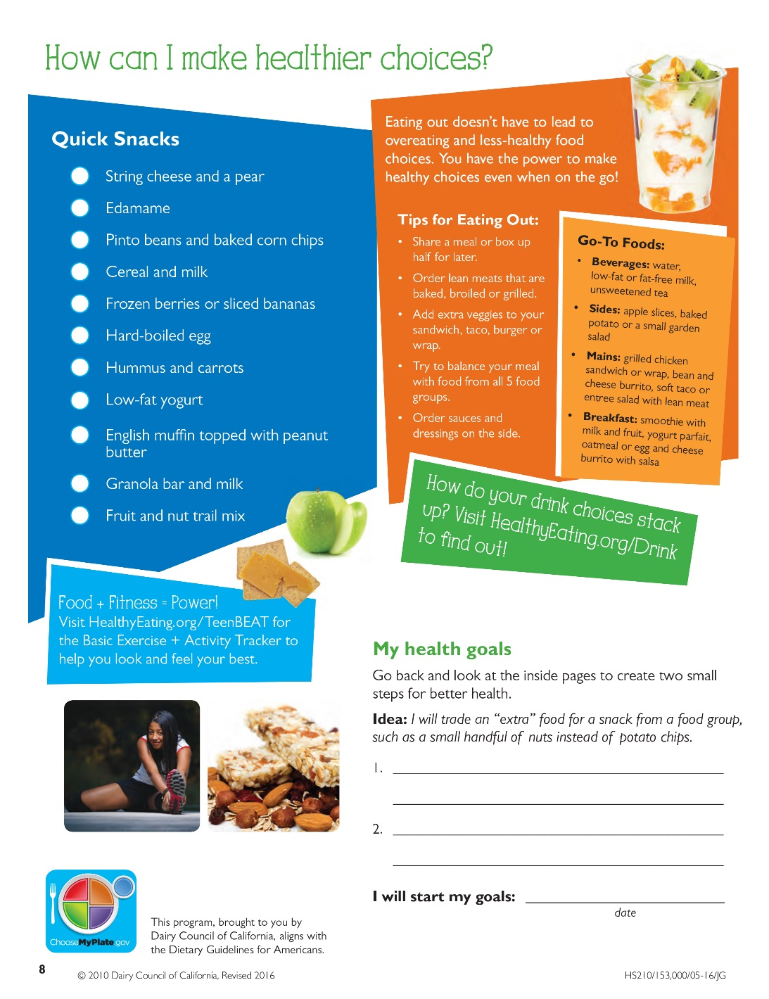 How can I make healthier choices?
Quick Snacks
String cheese and a pear
Edamame
Pinto beans and baked corn chips
Cereal and milk
Frozen berries or sliced bananas
Hard-boiled egg
Hummus and carrots
Low-fat yogurt
English muffin topped with peanut
butter
Granola bar and milk
Fruit and nut trail mix
Food + Fitness = Power!
Visit HealthyEating.org/TeenBEAT for
the Basic Exercise + Activity Tracker to
help you look and feel your best.
Eating out doesn't have to lead to
overeating and less-healthy food
choices. You have the power to make
healthy choices even when on the go!
Tips for Eating Out:
• Share a meal or box up
half for later.
• Order lean meats that are
baked, broiled or grilled.
• Add extra veggies to your
sandwich, taco, burger or
wrap.
• Try to balance your meal
with food from all 5 food
groups.
• Order sauces and
dressings on the side.
Go-To Foods:
• Beverages: water,
low-fat or fat-free milk,
unsweetened tea
• Sides: apple slices, baked
potato or a small garden
salad
• Mains: grilled chicken
sandwich or wrap, bean and
cheese burrito, soft taco or
entree salad with lean meat
• Breakfast: smoothie with
milk and fruit, yogurt parfait,
oatmeal or egg and cheese
burrito with salsa
How do your drink choices stack
up? Visit HealthyEating.org/Drink
to find out!
My health goals
Go back and look at the inside pages to create two small
steps for better health.
Idea: I will trade an “extra” food for a snack from a food group,
such as a small handful of nuts instead of potato chips.
1.
2.
I will start my goals:
date
ChooseMyPlate.gov
This program, brought to you by
Dairy Council of California, aligns with
the Dietary Guidelines for Americans.
8
© 2010 Dairy Council of California, Revised 2016
HS210/153,000/05-16/JG